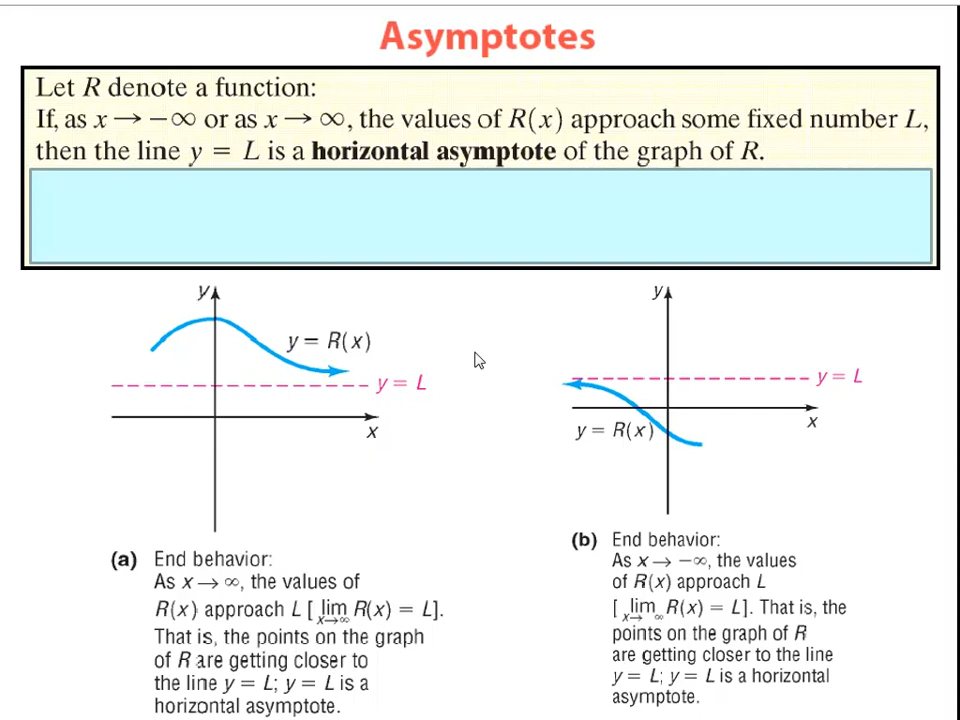 Asymptotes
Let R denote a function:
If, as x → −∞ or as x → ∞, the values of R(x) approach some fixed number L,
then the line y = L is a horizontal asymptote of the graph of R.
y
y = R(x)
y = L
x
(a) End behavior:
As x → ∞, the values of
R(x) approach L [ lim x→∞ R(x) = L].
That is, the points on the graph
of R are getting closer to
the line y = L; y = L is a
horizontal asymptote.
y
y = L
x
y = R(x)
(b) End behavior:
As x → −∞, the values
of R(x) approach L
[ lim x→ ∞ R(x) = L]. That is, the
points on the graph of R
are getting closer to the line
y = L; y = L is a horizontal
asymptote.